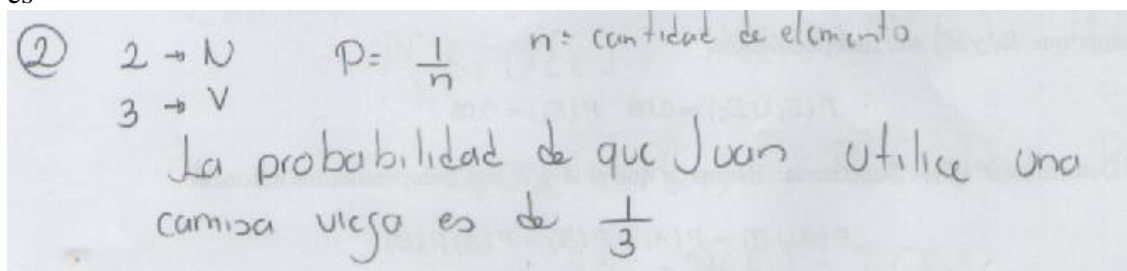 es
② 2 → N P = 1/n n = cantidad de elemento
3 → V
La probabilidad de que Juan utilice una
camisa vieja es de 1/3